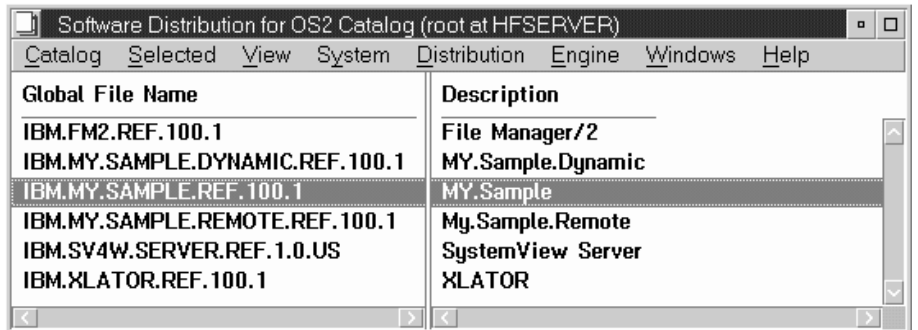 Software Distribution for OS2 Catalog (root at HFSERVER)
Catalog Selected View System Distribution Engine Windows Help
Global File Name Description
IBM.FM2.REF.100.1 File Manager/2
IBM.MY.SAMPLE.DYNAMIC.REF.100.1 MY.Sample.Dynamic
IBM.MY.SAMPLE.REF.100.1 MY.Sample
IBM.MY.SAMPLE.REMOTE.REF.100.1 My.Sample.Remote
IBM.SV4W.SERVER.REF.1.0.US SystemView Server
IBM.XLATOR.REF.100.1 XLATOR